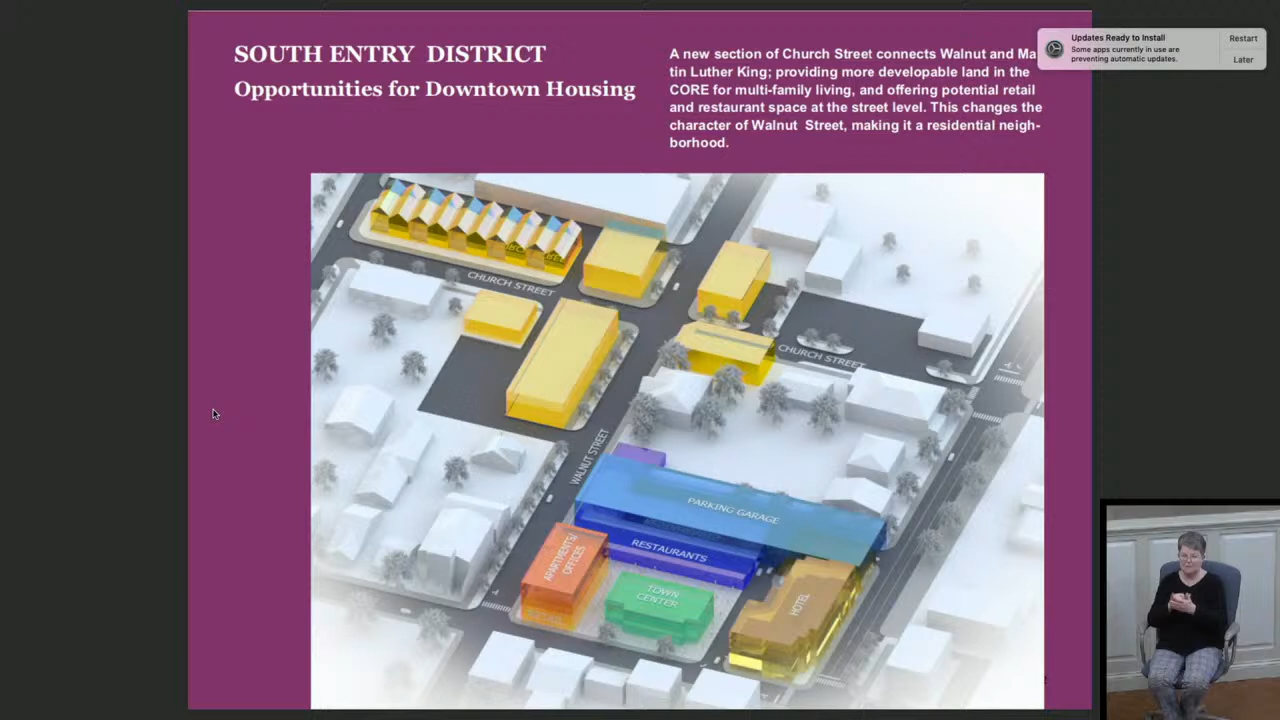 SOUTH ENTRY DISTRICT
Opportunities for Downtown Housing
A new section of Church Street connects Walnut and Ma
tin Luther King; providing more developable land in the
CORE for multi-family living, and offering potential retail
and restaurant space at the street level. This changes the
character of Walnut Street, making it a residential neigh-
borhood.
Updates Ready to Install
Some apps currently in use are
preventing automatic updates.
Restart
Later
CHURCH STREET
CHURCH STREET
WALNUT STREET
PARKING GARAGE
RESTAURANTS
APARTMENTS/
OFFICES
TOWN
CENTER
HOTEL